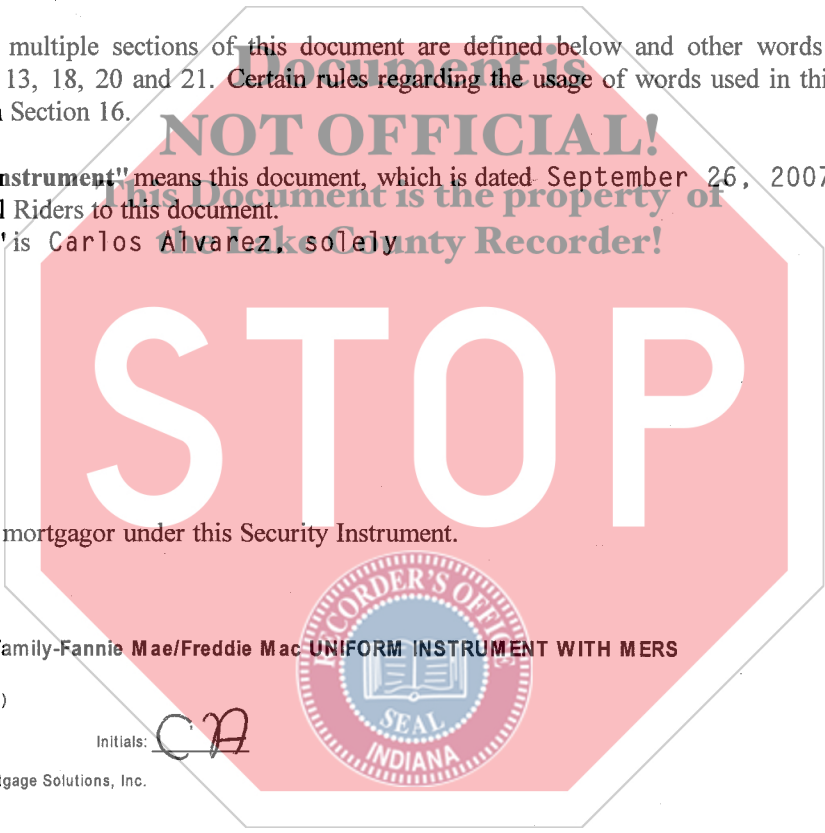 multiple sections of this document are defined below and other words
Document is
13, 18, 20 and 21. Certain rules regarding the usage of words used in thi
Section 16.
NOT OFFICIAL!
nstrument" means this document, which is dated September 26, 2007
This Document is the property of
l Riders to this document.
" is Carlos Alvarez, solely
the Lake County Recorder!
STOP
mortgagor under this Security Instrument.
RECORDER'S OFFICE
amily-Fannie Mae/Freddie Mac UNIFORM INSTRUMENT WITH MERS
)
SEAL
Initials: CA
INDIANA
tgage Solutions, Inc.